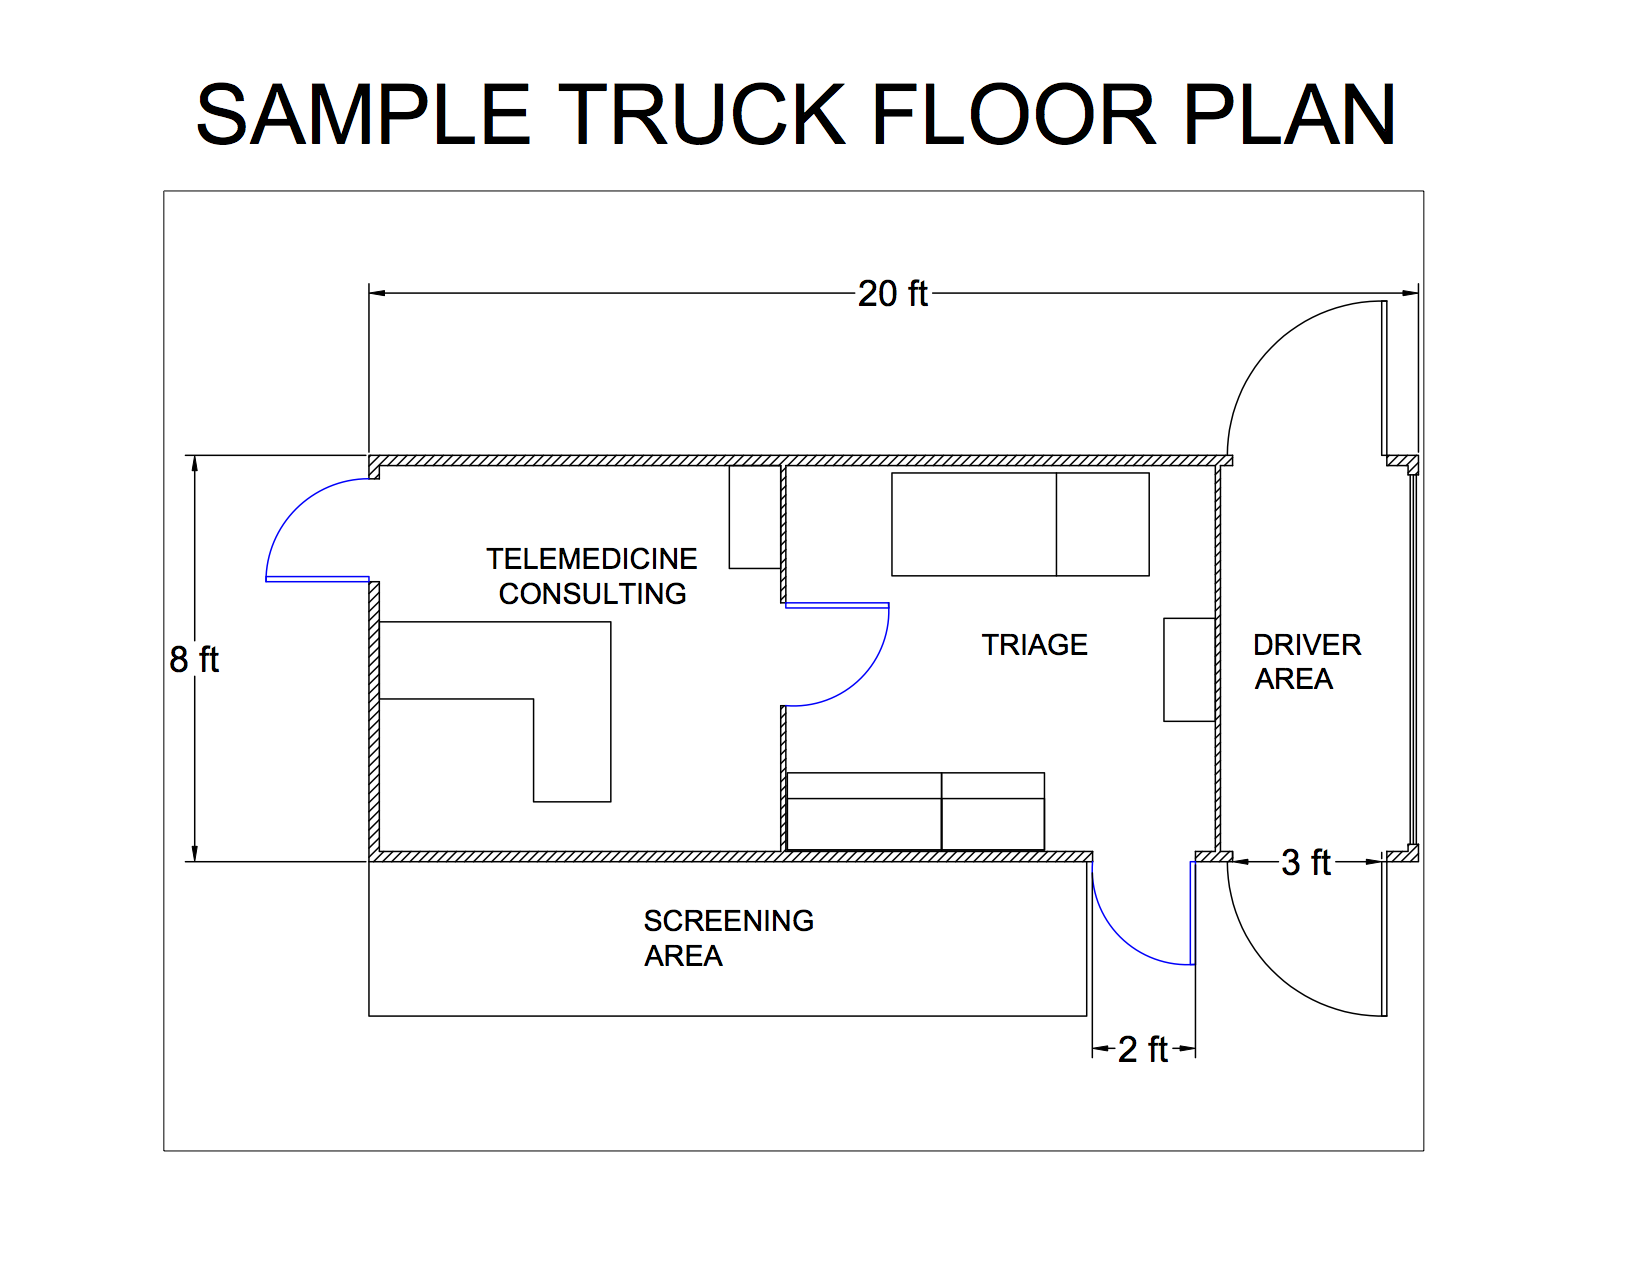 SAMPLE TRUCK FLOOR PLAN
20 ft
TELEMEDICINE
CONSULTING
8 ft
TRIAGE
DRIVER
AREA
3 ft
SCREENING
AREA
2 ft